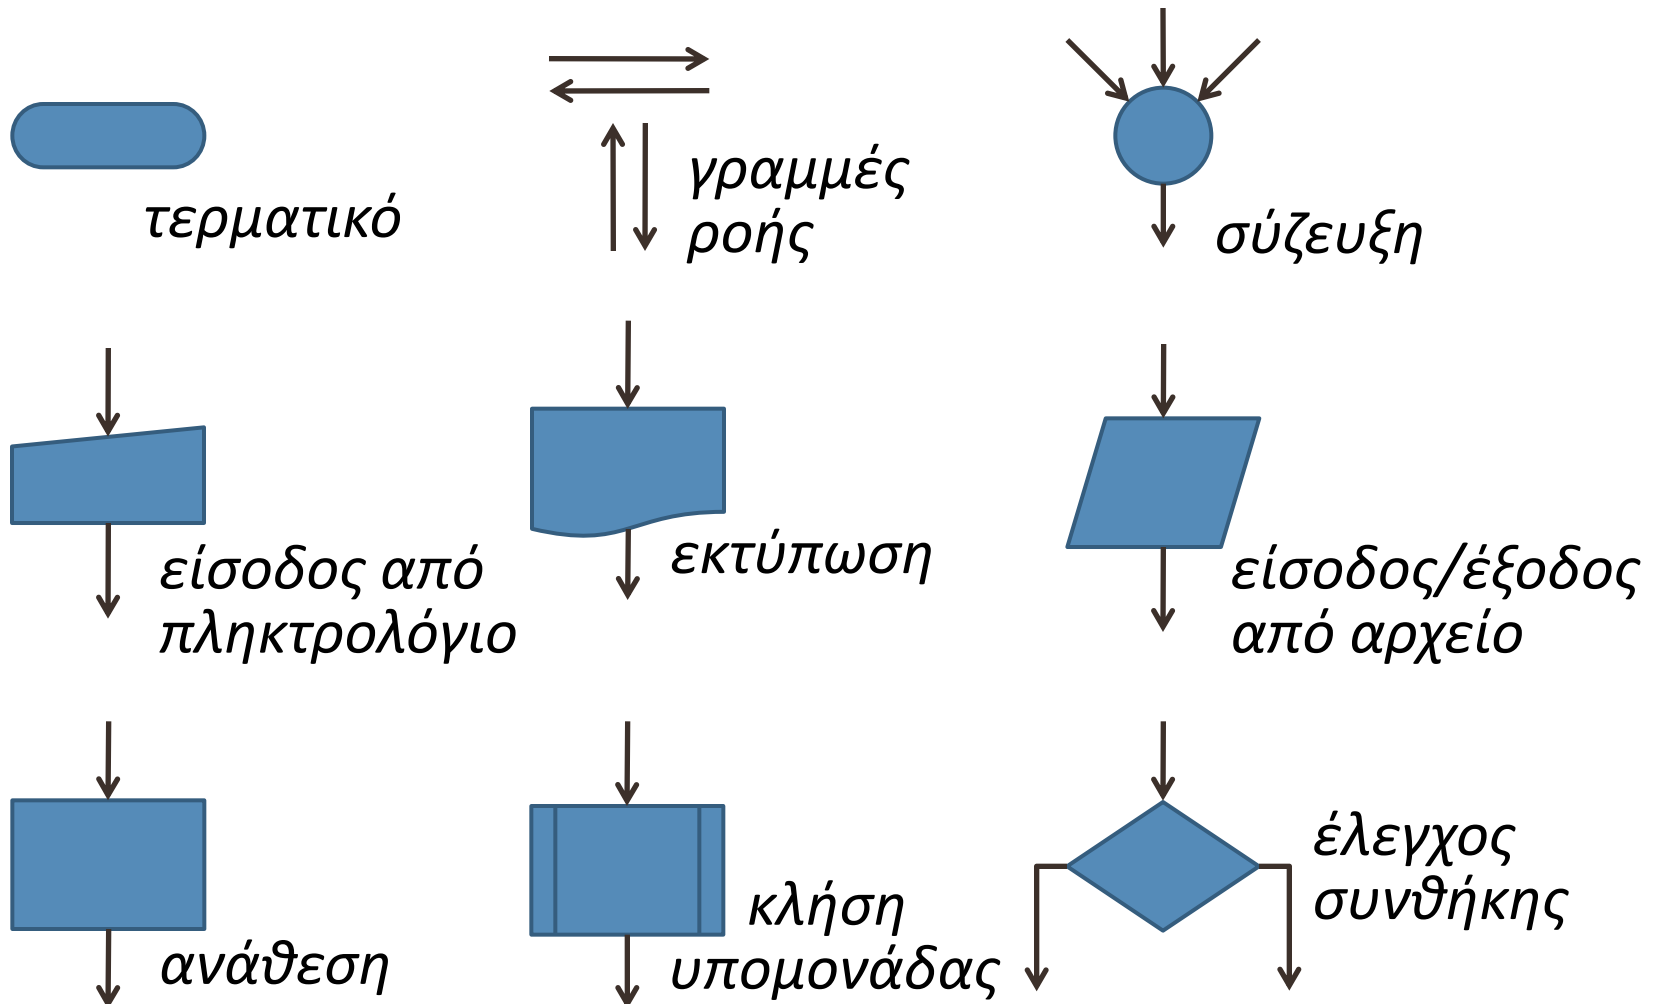 τερματικό
γραμμές
ροής
σύζευξη
είσοδος από
πληκτρολόγιο
εκτύπωση
είσοδος/έξοδος
από αρχείο
ανάθεση
κλήση
υπομονάδας
έλεγχος
συνθήκης